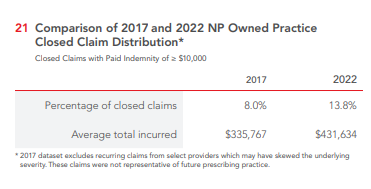 21 Comparison of 2017 and 2022 NP Owned Practice
Closed Claim Distribution*
Closed Claims with Paid Indemnity of ≥ $10,000
2017 2022
Percentage of closed claims 8.0% 13.8%
Average total incurred $335,767 $431,634
* 2017 dataset excludes recurring claims from select providers which may have skewed the underlying
severity. These claims were not representative of future prescribing practice.